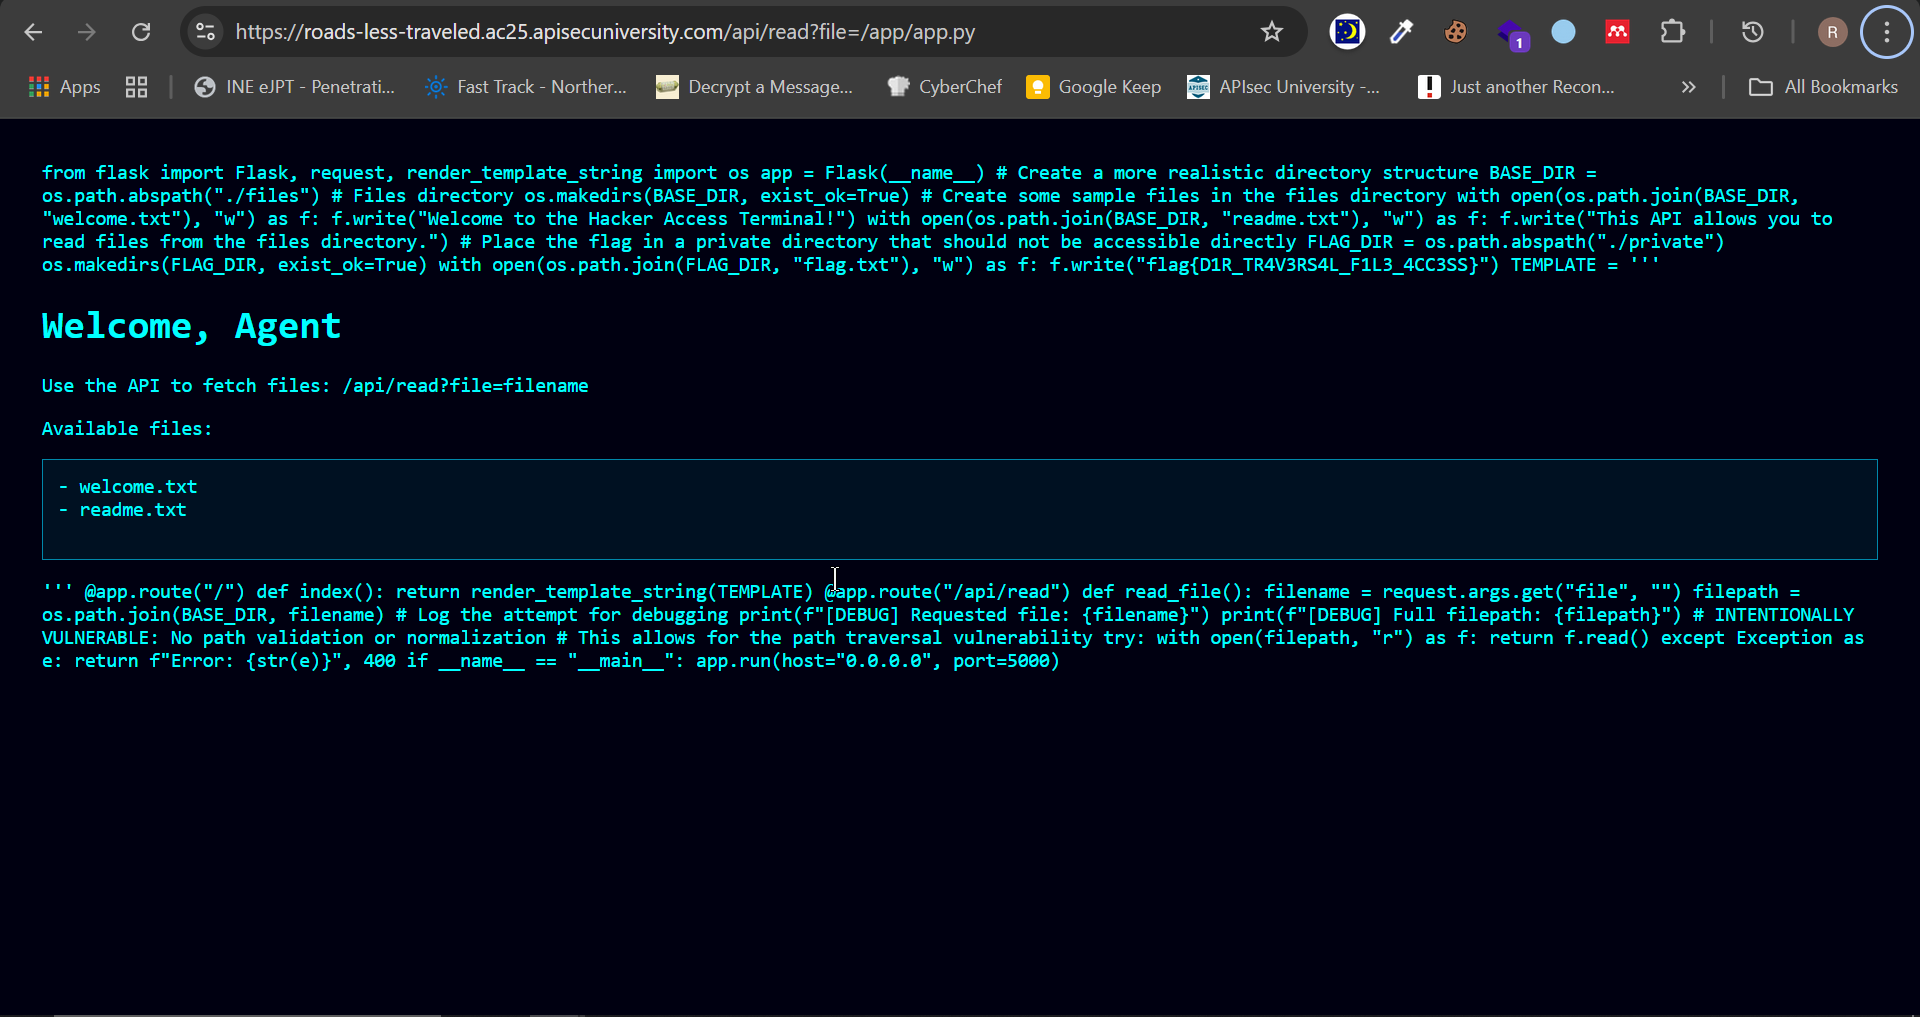 https://roads-less-traveled.ac25.apisecuniversity.com/api/read?file=/app/app.py
1
R
Apps
INE eJPT - Penetrati...
Fast Track - Norther...
Decrypt a Message...
CyberChef
Google Keep
APIsec University -...
Just another Recon...
»
All Bookmarks
from flask import Flask, request, render_template_string import os app = Flask(__name__) # Create a more realistic directory structure BASE_DIR =
os.path.abspath("./files") # Files directory os.makedirs(BASE_DIR, exist_ok=True) # Create some sample files in the files directory with open(os.path.join(BASE_DIR,
"welcome.txt"), "w") as f: f.write("Welcome to the Hacker Access Terminal!") with open(os.path.join(BASE_DIR, "readme.txt"), "w") as f: f.write("This API allows you to
read files from the files directory.") # Place the flag in a private directory that should not be accessible directly FLAG_DIR = os.path.abspath("./private")
os.makedirs(FLAG_DIR, exist_ok=True) with open(os.path.join(FLAG_DIR, "flag.txt"), "w") as f: f.write("flag{D1R_TR4V3RS4L_F1L3_4CC3SS}") TEMPLATE = '''
Welcome, Agent
Use the API to fetch files: /api/read?file=filename
Available files:
- welcome.txt
- readme.txt
''' @app.route("/") def index(): return render_template_string(TEMPLATE) @app.route("/api/read") def read_file(): filename = request.args.get("file", "") filepath =
os.path.join(BASE_DIR, filename) # Log the attempt for debugging print(f"[DEBUG] Requested file: {filename}") print(f"[DEBUG] Full filepath: {filepath}") # INTENTIONALLY
VULNERABLE: No path validation or normalization # This allows for the path traversal vulnerability try: with open(filepath, "r") as f: return f.read() except Exception as
e: return f"Error: {str(e)}", 400 if __name__ == "__main__": app.run(host="0.0.0.0", port=5000)